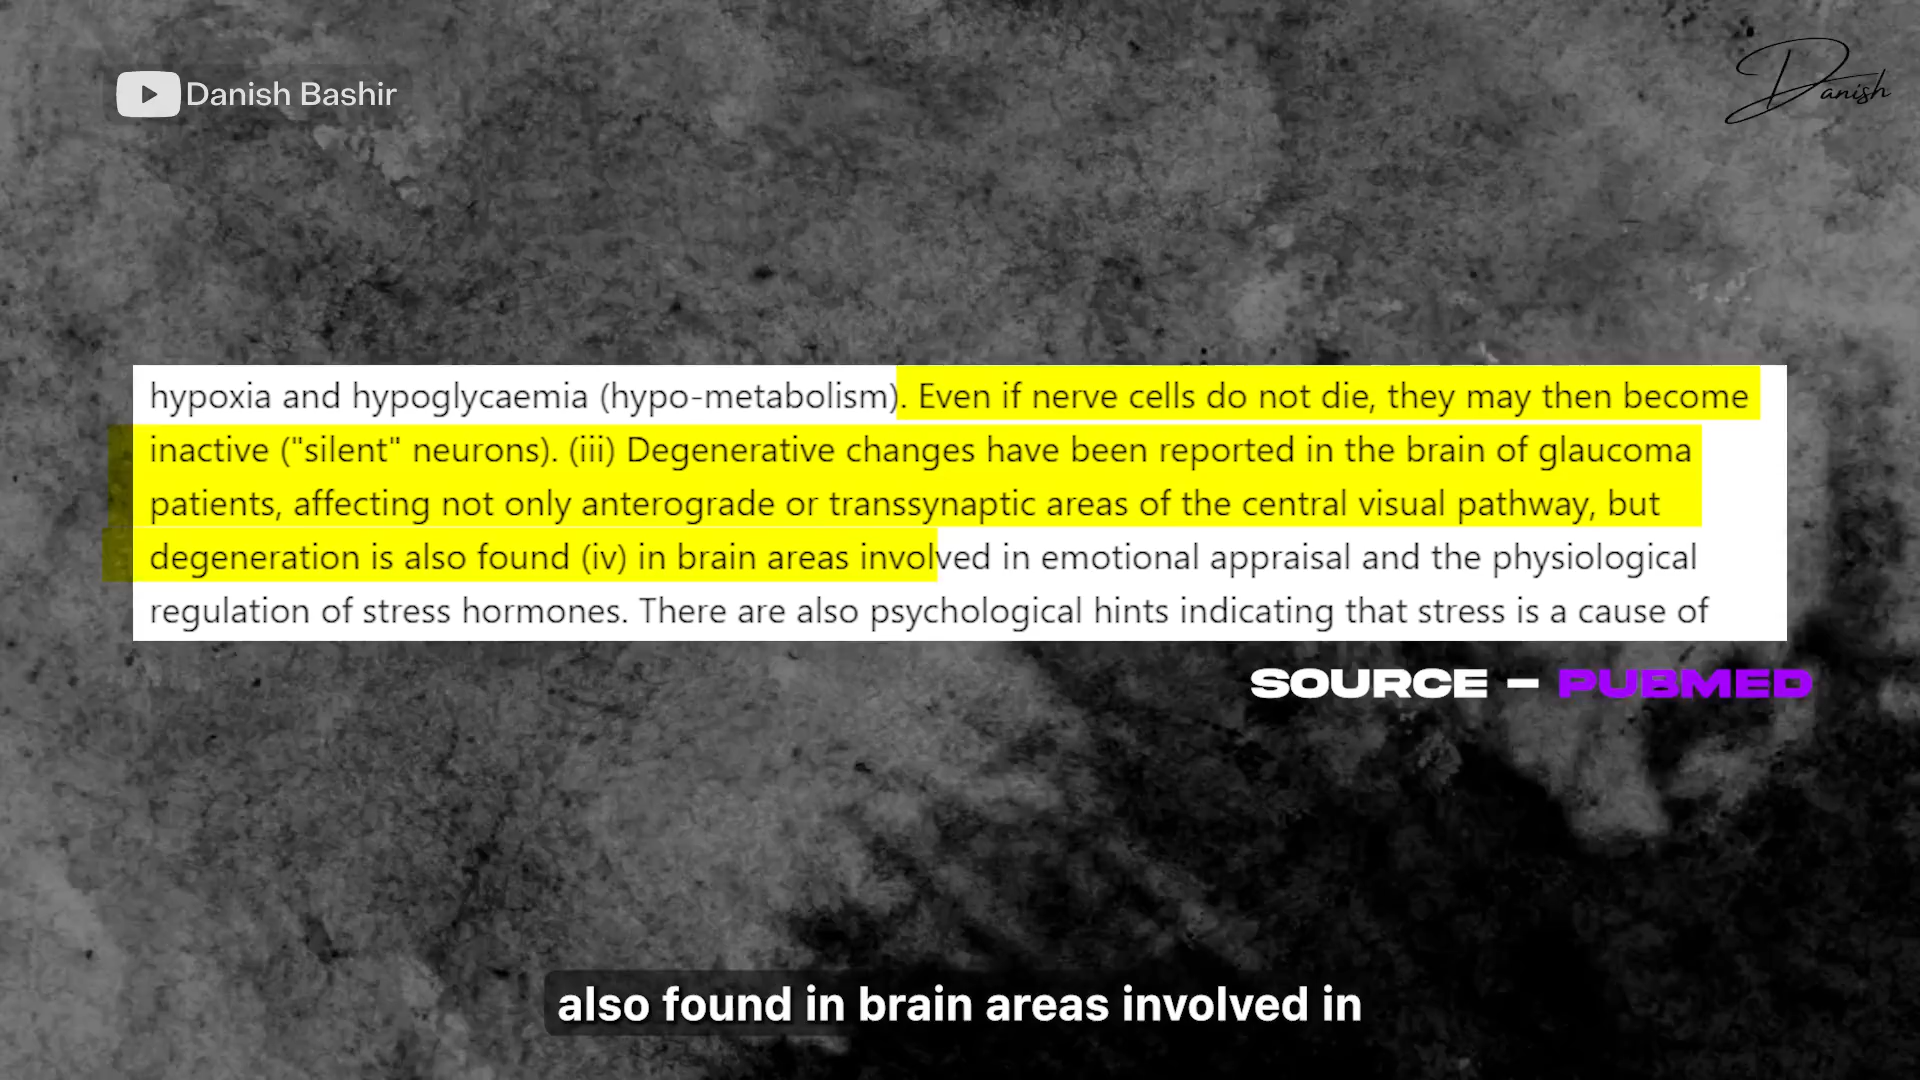 Danish Bashir
Danish
hypoxia and hypoglycaemia (hypo-metabolism). Even if nerve cells do not die, they may then become
inactive ("silent" neurons). (iii) Degenerative changes have been reported in the brain of glaucoma
patients, affecting not only anterograde or transsynaptic areas of the central visual pathway, but
degeneration is also found (iv) in brain areas involved in emotional appraisal and the physiological
regulation of stress hormones. There are also psychological hints indicating that stress is a cause of
SOURCE – PUBMED
also found in brain areas involved in